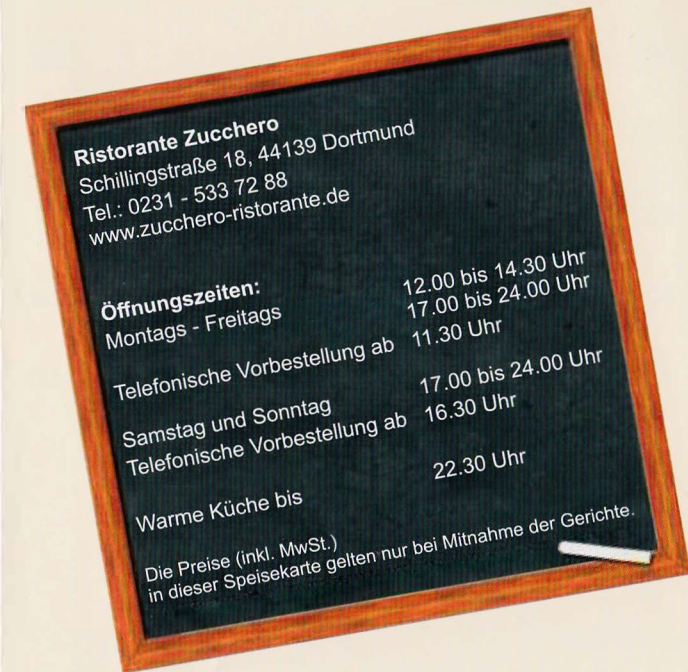 Ristorante Zucchero
Schillingstraße 18, 44139 Dortmund
Tel.: 0231 - 533 72 88
www.zucchero-ristorante.de
Öffnungszeiten:
Montags - Freitags 12.00 bis 14.30 Uhr
17.00 bis 24.00 Uhr
Telefonische Vorbestellung ab 11.30 Uhr
Samstag und Sonntag 17.00 bis 24.00 Uhr
Telefonische Vorbestellung ab 16.30 Uhr
Warme Küche bis 22.30 Uhr
Die Preise (inkl. MwSt.)
in dieser Speisekarte gelten nur bei Mitnahme der Gerichte.